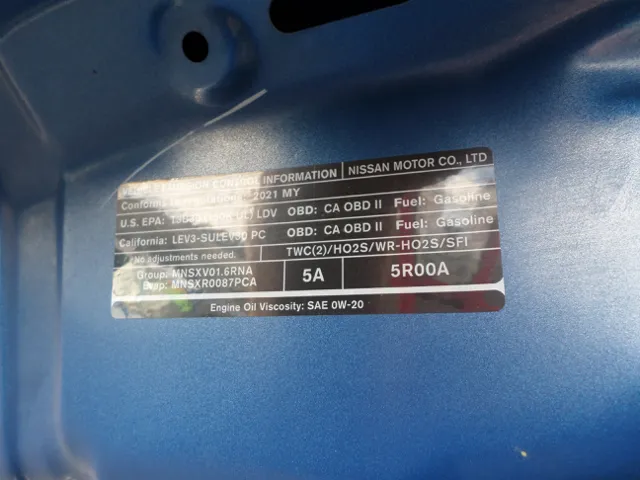 CONTROL INFORMATION NISSAN MOTOR CO., LTD
2021 MY
U.S. EPA: LDV OBD: CA OBD II Fuel: Gasoline
California: LEV3-SULEV30 PC OBD: CA OBD II Fuel: Gasoline
No adjustments needed. TWC(2)/HO2S/WR-HO2S/SFI
Group: MNSXV01.6RNA 5A 5R00A
Evap: MNSXR0087PCA
Engine Oil Viscosity: SAE 0W-20